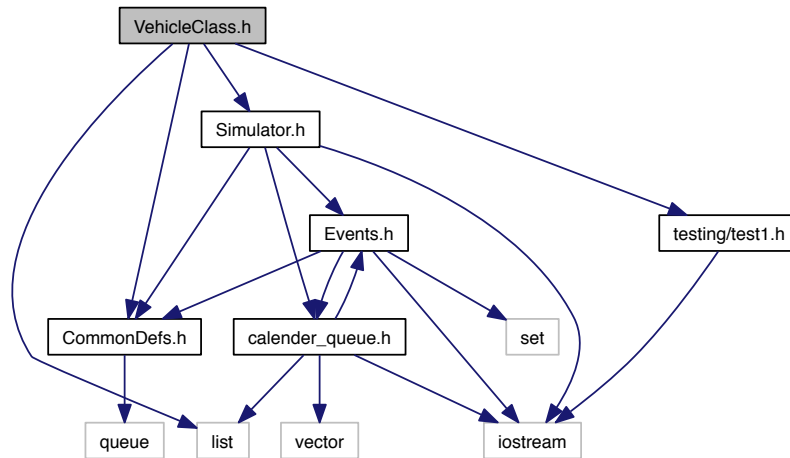 VehicleClass.h
Simulator.h
Events.h
testing/test1.h
CommonDefs.h
calender_queue.h
set
queue
list
vector
iostream